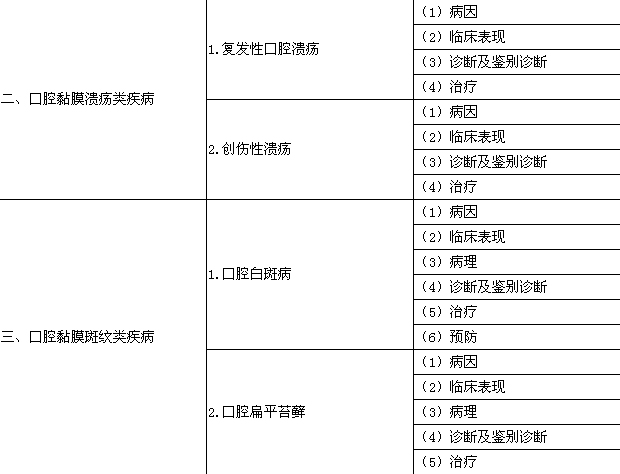 二、口腔黏膜溃疡类疾病
1.复发性口腔溃疡
(1) 病因
(2) 临床表现
(3) 诊断及鉴别诊断
(4) 治疗
2.创伤性溃疡
(1) 病因
(2) 临床表现
(3) 诊断及鉴别诊断
(4) 治疗
三、口腔黏膜斑纹类疾病
1.口腔白斑病
(1) 病因
(2) 临床表现
(3) 病理
(4) 诊断及鉴别诊断
(5) 治疗
(6) 预防
2.口腔扁平苔藓
(1) 病因
(2) 临床表现
(3) 病理
(4) 诊断及鉴别诊断
(5) 治疗